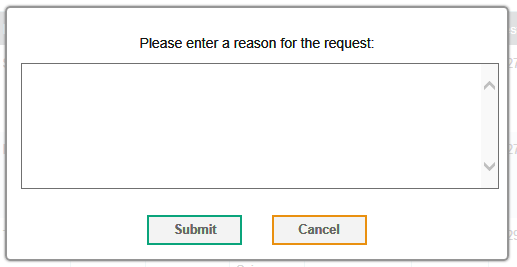 Please enter a reason for the request:
Submit
Cancel